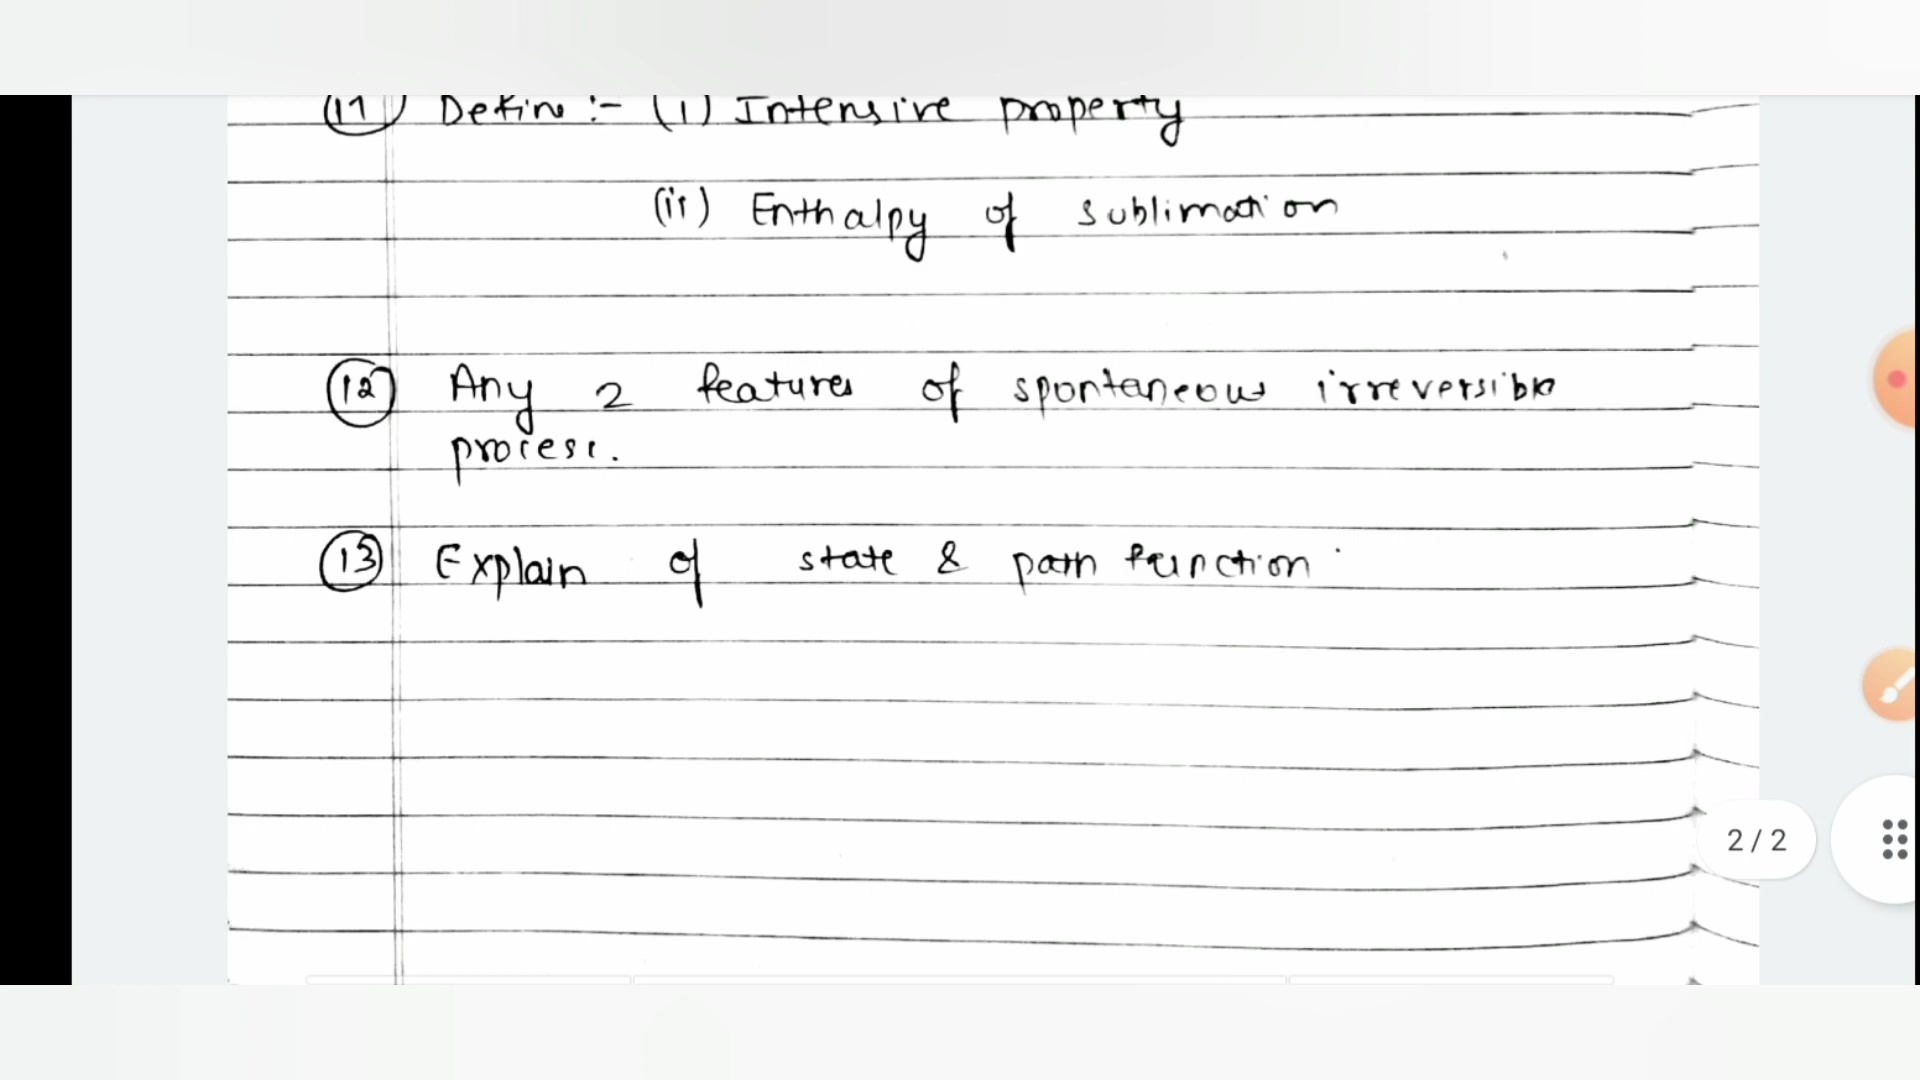 (11) Define :- (i) Intensive property
(ii) Enthalpy of sublimation
(12) Any 2 features of spontaneous irreversible
process.
(13) Explain of state & path function.
2/2